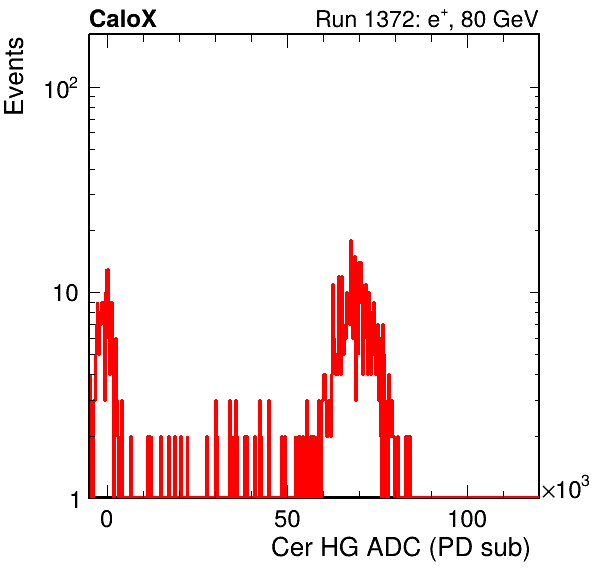 CaloX
Run 1372: e⁺, 80 GeV
Events
10²
10
1
0
50
100
×10³
Cer HG ADC (PD sub)